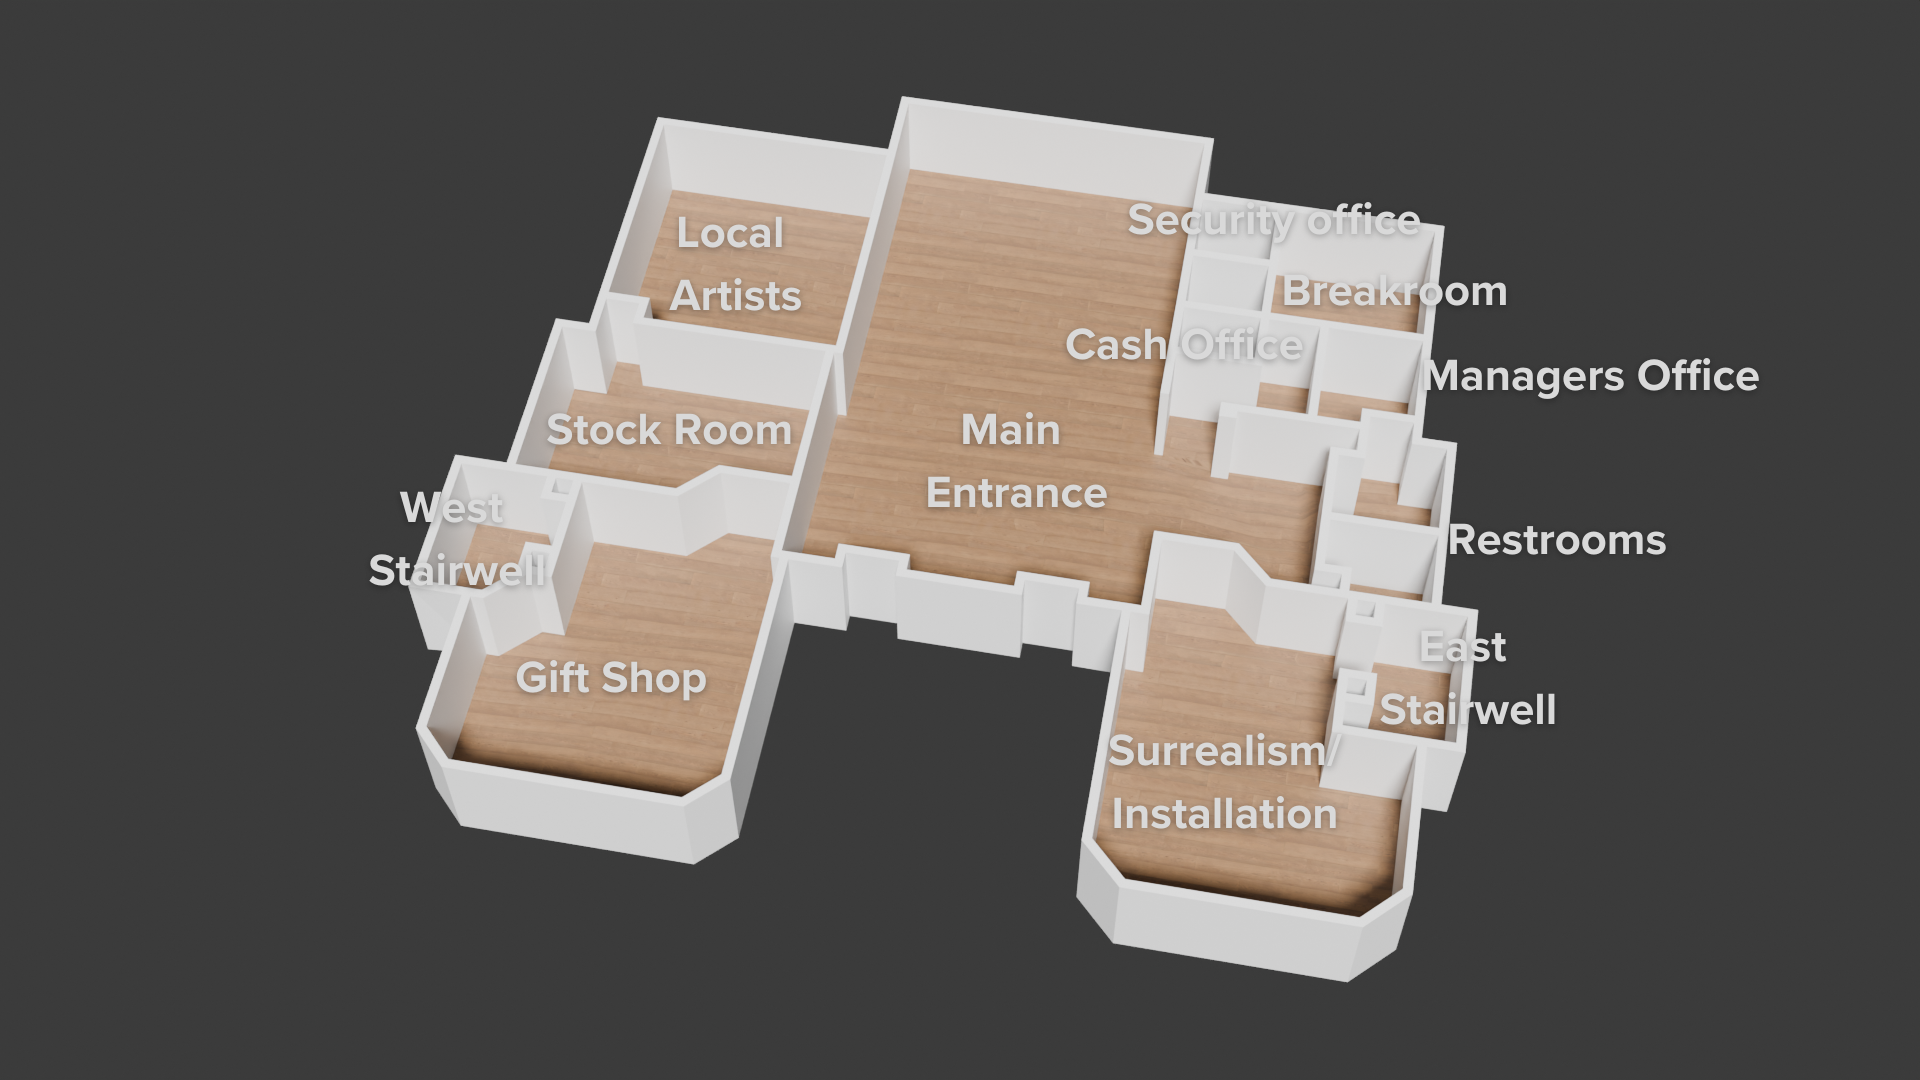 Local
Artists
Security office
Breakroom
Cash Office
Managers Office
Stock Room
Main
Entrance
West
Stairwell
Restrooms
Gift Shop
East
Stairwell
Surrealism/
Installation